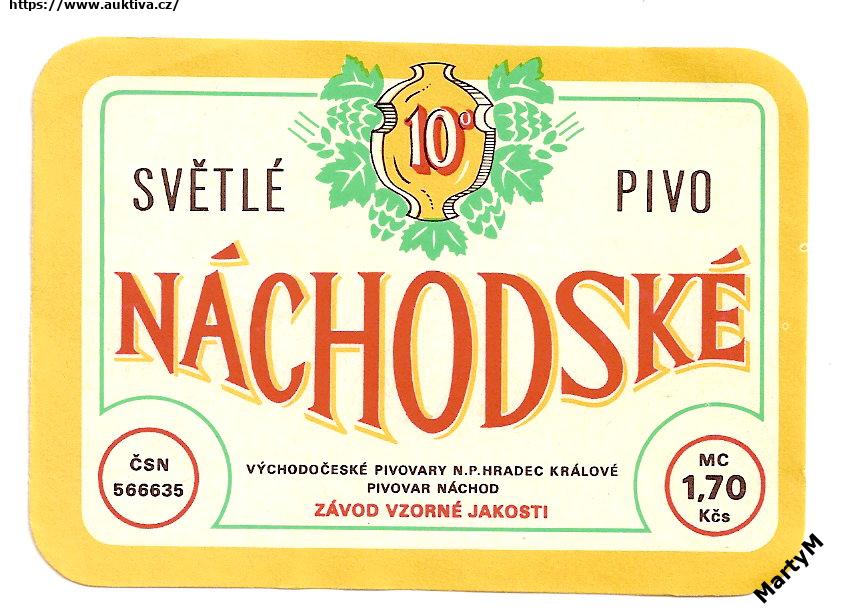 https://www.auktiva.cz/
10°
SVĚTLÉ PIVO
NÁCHODSKÉ
ČSN
566635
VÝCHODOČESKÉ PIVOVARY N.P. HRADEC KRÁLOVÉ
PIVOVAR NÁCHOD
ZÁVOD VZORNÉ JAKOSTI
MC
1,70
Kčs
MartyM